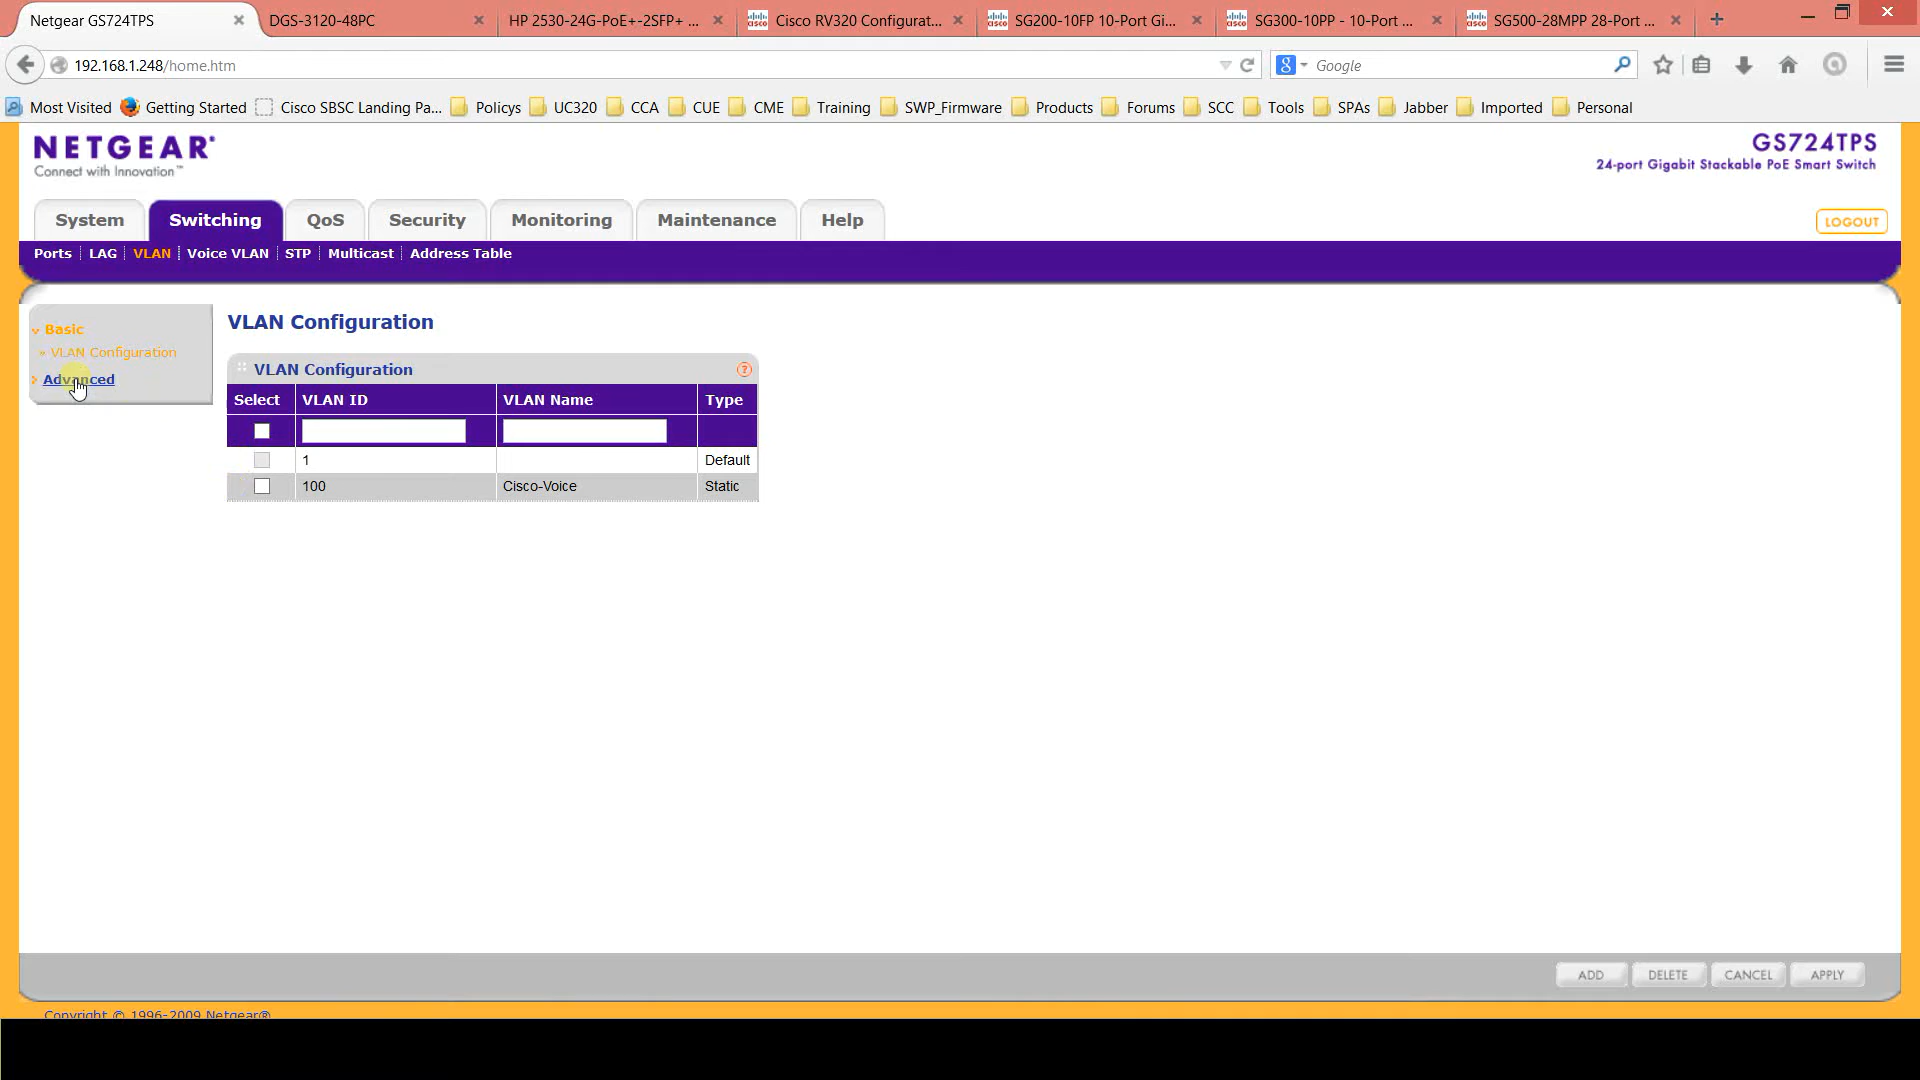 Netgear GS724TPS
DGS-3120-48PC
HP 2530-24G-PoE+-2SFP+ ...
Cisco RV320 Configurat...
SG200-10FP 10-Port Gi...
SG300-10PP - 10-Port ...
SG500-28MPP 28-Port ...
192.168.1.248/home.htm
Google
Most Visited
Getting Started
Cisco SBSC Landing Pa...
Policys
UC320
CCA
CUE
CME
Training
SWP_Firmware
Products
Forums
SCC
Tools
SPAs
Jabber
Imported
Personal
NETGEAR®
Connect with Innovation™
GS724TPS
24-port Gigabit Stackable PoE Smart Switch
System
Switching
QoS
Security
Monitoring
Maintenance
Help
LOGOUT
Ports
LAG
VLAN
Voice VLAN
STP
Multicast
Address Table
Basic
» VLAN Configuration
Advanced
VLAN Configuration
VLAN Configuration
Select VLAN ID VLAN Name Type
1 Default
100 Cisco-Voice Static
ADD
DELETE
CANCEL
APPLY
Copyright © 1996-2009 Netgear®